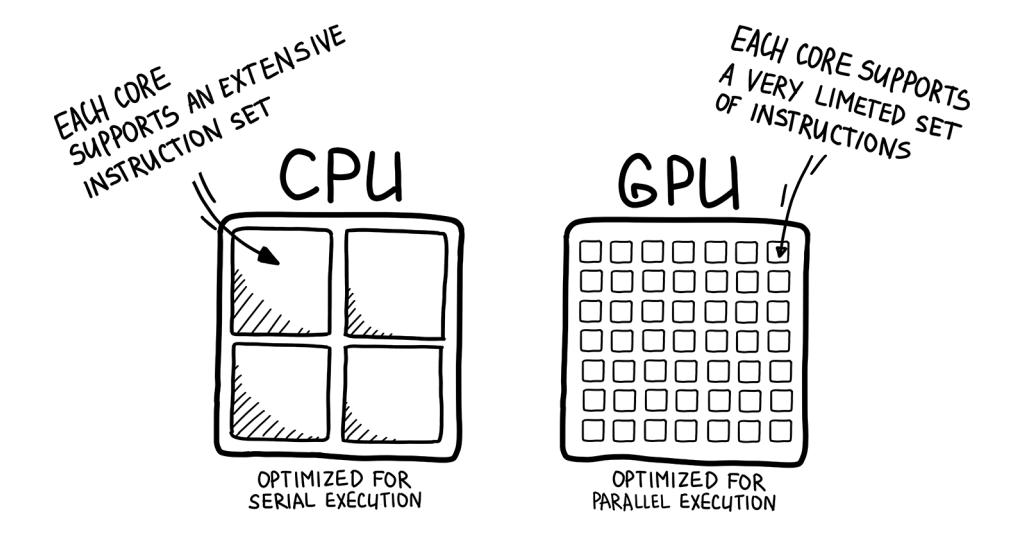 EACH CORE
SUPPORTS AN EXTENSIVE
INSTRUCTION SET
CPU
OPTIMIZED FOR
SERIAL EXECUTION
EACH CORE SUPPORTS
A VERY LIMETED SET
OF INSTRUCTIONS
GPU
OPTIMIZED FOR
PARALLEL EXECUTION